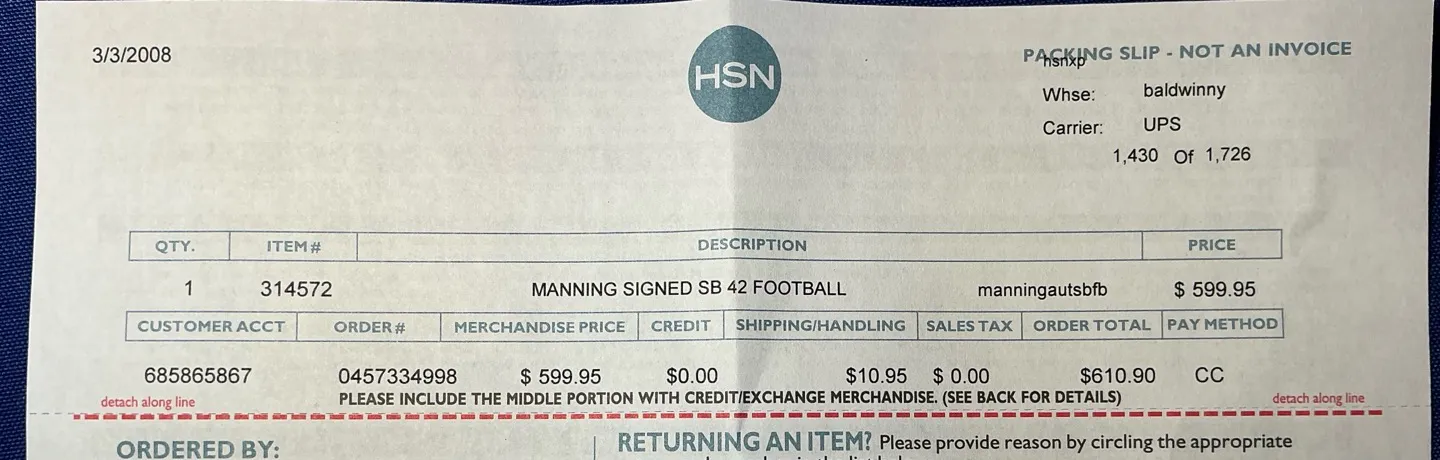 3/3/2008
HSN
PACKING SLIP - NOT AN INVOICE
hsnxp
Whse: baldwinny
Carrier: UPS
1,430 Of 1,726
QTY. ITEM# DESCRIPTION PRICE
1 314572 MANNING SIGNED SB 42 FOOTBALL manningautsbfb $ 599.95
CUSTOMER ACCT ORDER# MERCHANDISE PRICE CREDIT SHIPPING/HANDLING SALES TAX ORDER TOTAL PAY METHOD
685865867 0457334998 $ 599.95 $0.00 $10.95 $ 0.00 $610.90 CC
detach along line PLEASE INCLUDE THE MIDDLE PORTION WITH CREDIT/EXCHANGE MERCHANDISE. (SEE BACK FOR DETAILS) detach along line
ORDERED BY: RETURNING AN ITEM? Please provide reason by circling the appropriate